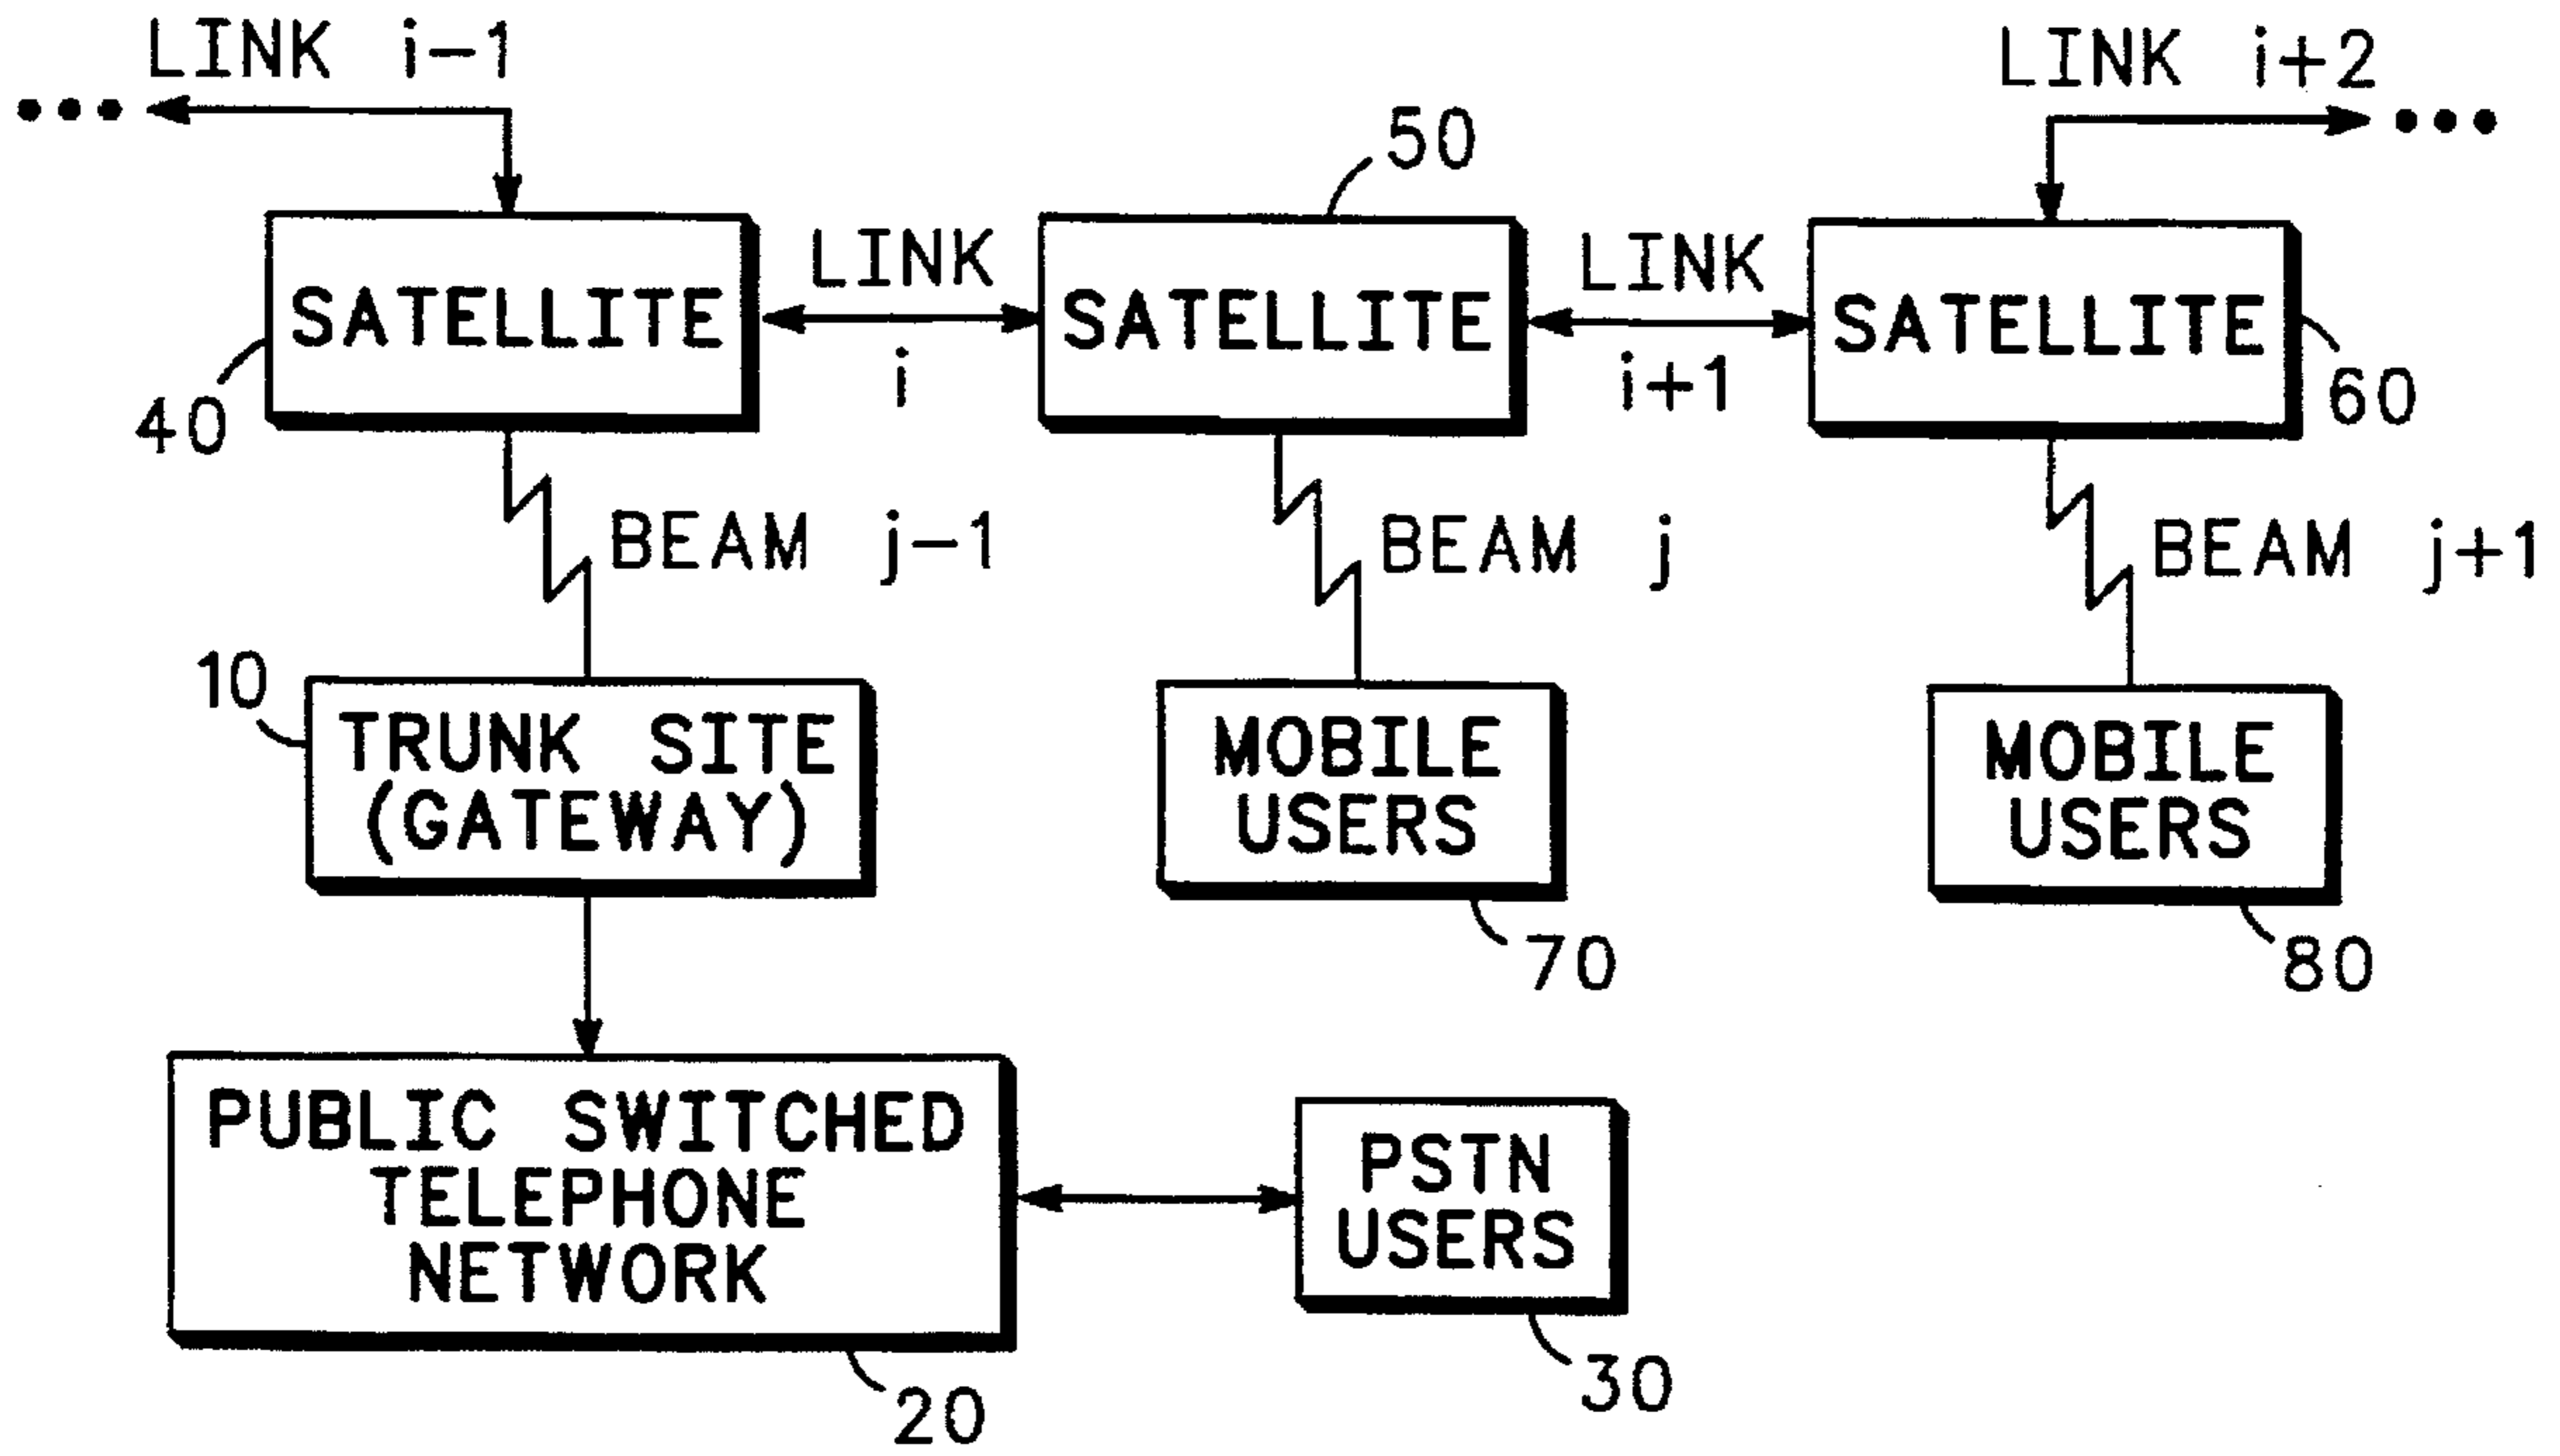 LINK i-1
LINK i+2
50
SATELLITE
LINK
i
SATELLITE
LINK
i+1
SATELLITE
40
60
BEAM j-1
BEAM j
BEAM j+1
10
TRUNK SITE
(GATEWAY)
MOBILE
USERS
MOBILE
USERS
70
80
PUBLIC SWITCHED
TELEPHONE
NETWORK
PSTN
USERS
20
30